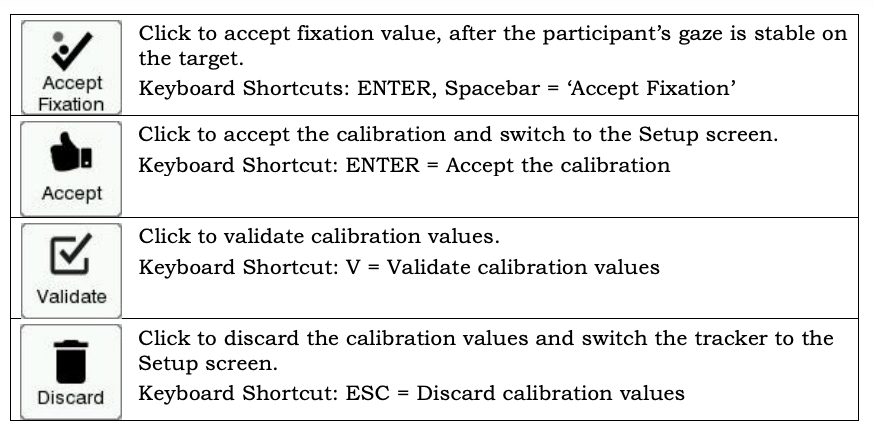 Accept
Fixation
Click to accept fixation value, after the participant’s gaze is stable on
the target.
Keyboard Shortcuts: ENTER, Spacebar = ‘Accept Fixation’
Accept
Click to accept the calibration and switch to the Setup screen.
Keyboard Shortcut: ENTER = Accept the calibration
Validate
Click to validate calibration values.
Keyboard Shortcut: V = Validate calibration values
Discard
Click to discard the calibration values and switch the tracker to the
Setup screen.
Keyboard Shortcut: ESC = Discard calibration values